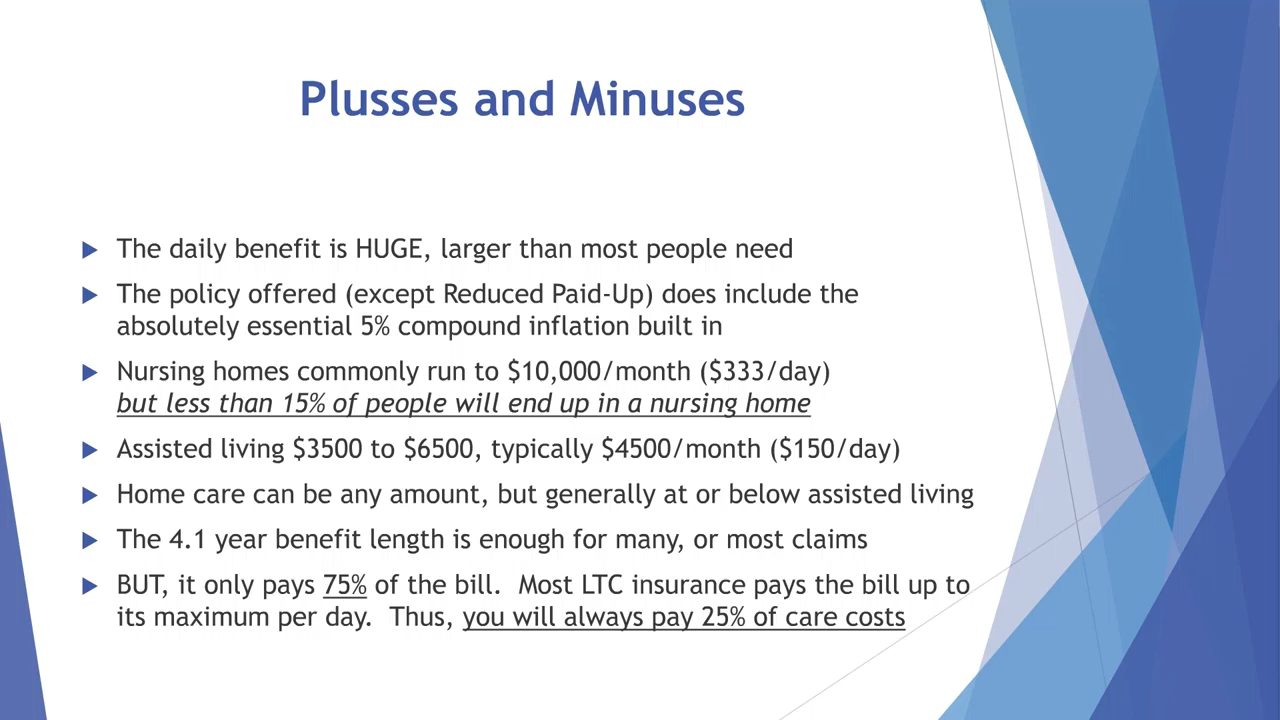 Plusses and Minuses
The daily benefit is HUGE, larger than most people need
The policy offered (except Reduced Paid-Up) does include the
absolutely essential 5% compound inflation built in
Nursing homes commonly run to $10,000/month ($333/day)
but less than 15% of people will end up in a nursing home
Assisted living $3500 to $6500, typically $4500/month ($150/day)
Home care can be any amount, but generally at or below assisted living
The 4.1 year benefit length is enough for many, or most claims
BUT, it only pays 75% of the bill.  Most LTC insurance pays the bill up to
its maximum per day.  Thus, you will always pay 25% of care costs